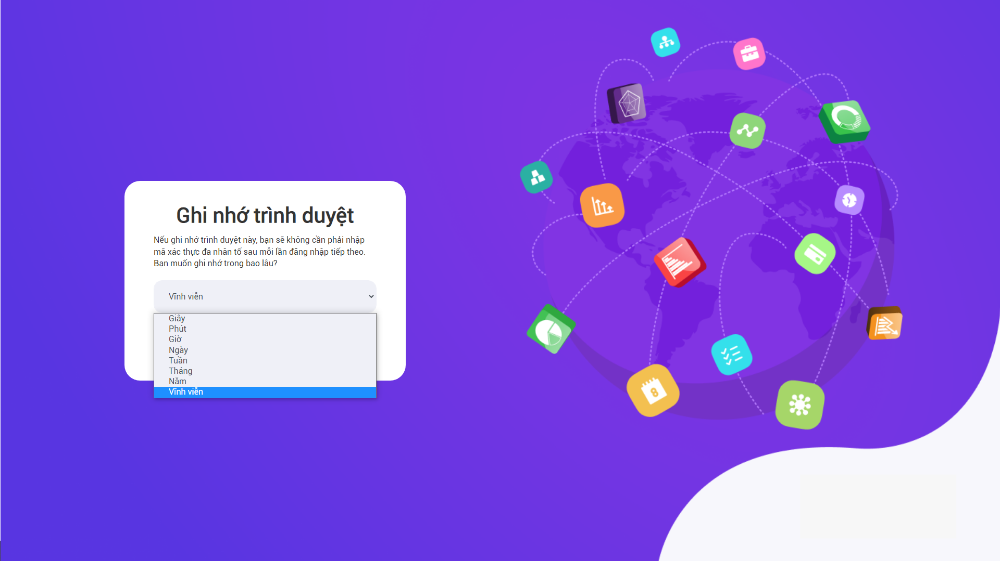 Ghi nhớ trình duyệt
Nếu ghi nhớ trình duyệt này, bạn sẽ không cần phải nhập
mã xác thực đa nhân tố sau mỗi lần đăng nhập tiếp theo.
Bạn muốn ghi nhớ trong bao lâu?
Vĩnh viễn
Giây
Phút
Giờ
Ngày
Tuần
Tháng
Năm
Vĩnh viễn
8